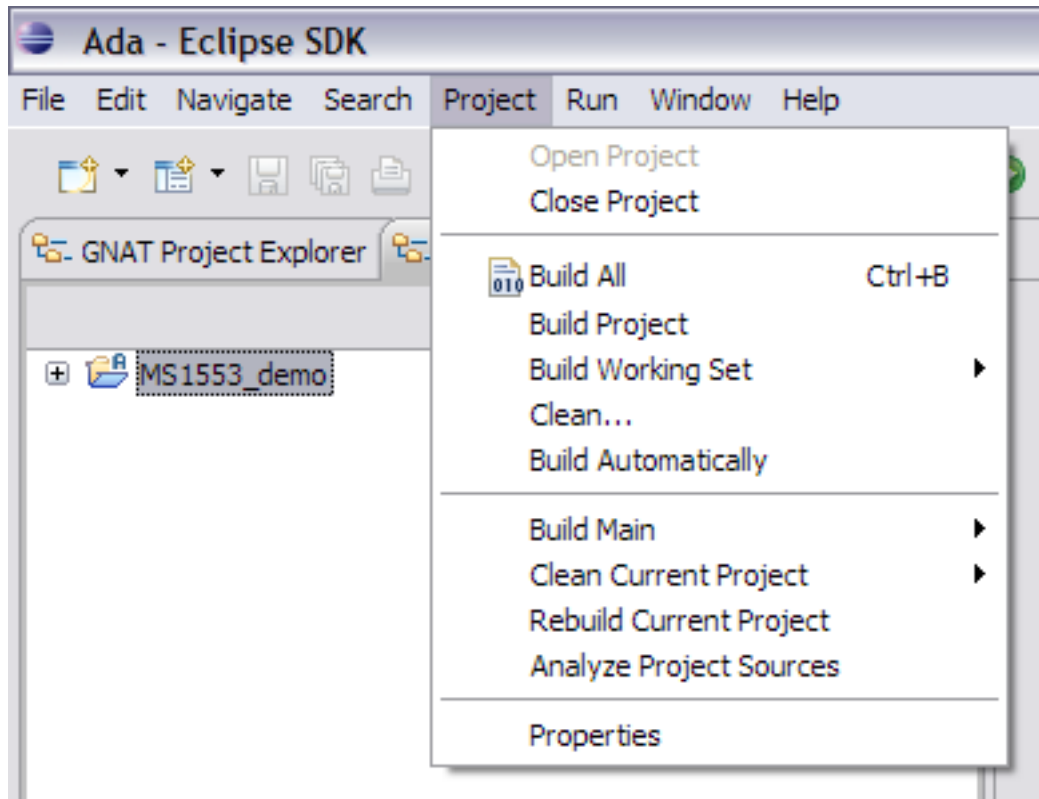 Ada - Eclipse SDK
File Edit Navigate Search Project Run Window Help
Open Project
Close Project
GNAT Project Explorer
Build All Ctrl+B
010
Build Project
Build Working Set
MS1553_demo
Clean...
Build Automatically
Build Main
Clean Current Project
Rebuild Current Project
Analyze Project Sources
Properties